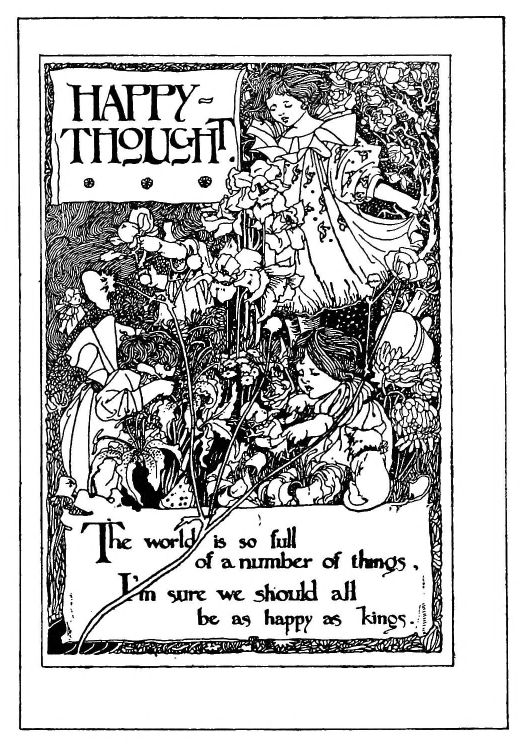 HAPPY-
THOUGHT.
The world is so full
of a number of things,
I'm sure we should all
be as happy as kings.